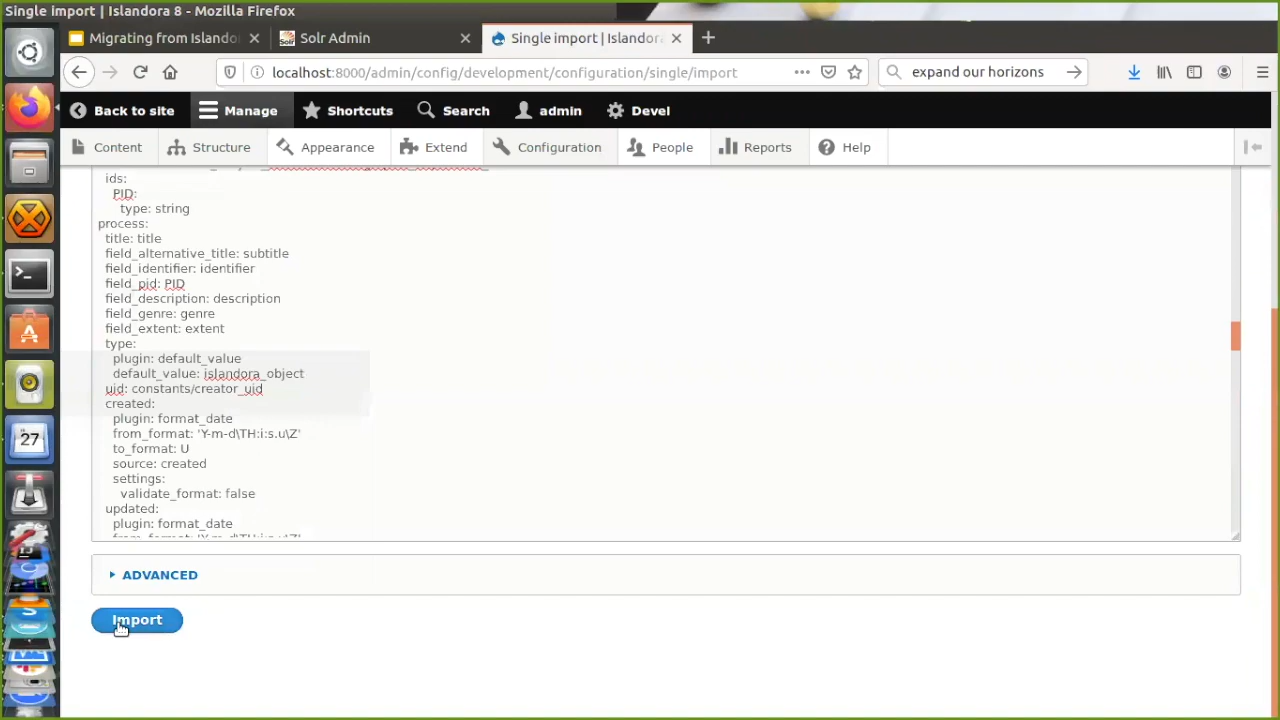 Single import | Islandora 8 - Mozilla Firefox
Migrating from Islando
Solr Admin
Single import | Islandora
localhost:8000/admin/config/development/configuration/single/import
expand our horizons
Back to site
Manage
Shortcuts
Search
admin
Devel
Content
Structure
Appearance
Extend
Configuration
People
Reports
Help
ids:
PID:
type: string
process:
title: title
field_alternative_title: subtitle
field_identifier: identifier
field_pid: PID
field_description: description
field_genre: genre
field_extent: extent
type:
plugin: default_value
default_value: islandora_object
uid: constants/creator_uid
created:
plugin: format_date
from_format: 'Y-m-d\TH:i:s.u\Z'
to_format: U
source: created
settings:
validate_format: false
updated:
plugin: format_date
ADVANCED
Import
27